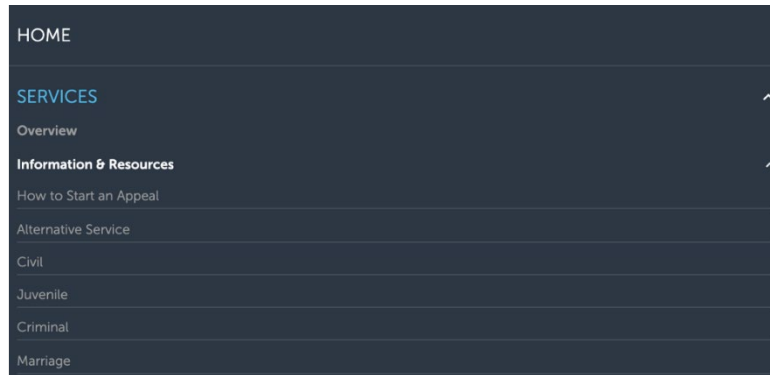 HOME
SERVICES
Overview
Information & Resources
How to Start an Appeal
Alternative Service
Civil
Juvenile
Criminal
Marriage